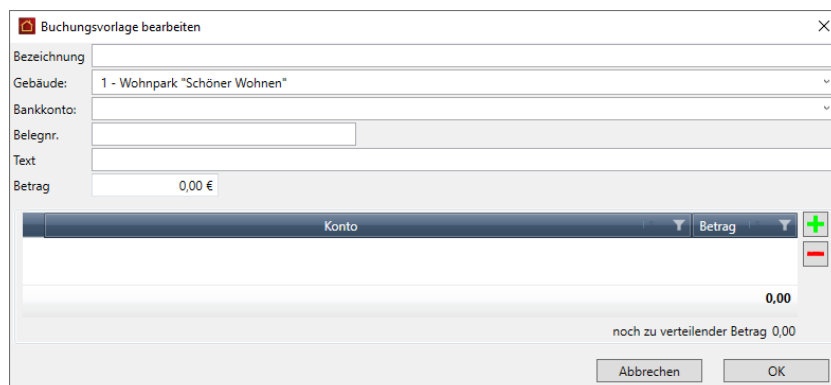 Buchungsvorlage bearbeiten
Bezeichnung
Gebäude: 1 - Wohnpark "Schöner Wohnen"
Bankkonto:
Belegnr.
Text
Betrag 0,00 €
Konto Betrag
0,00
noch zu verteilender Betrag 0,00
Abbrechen OK